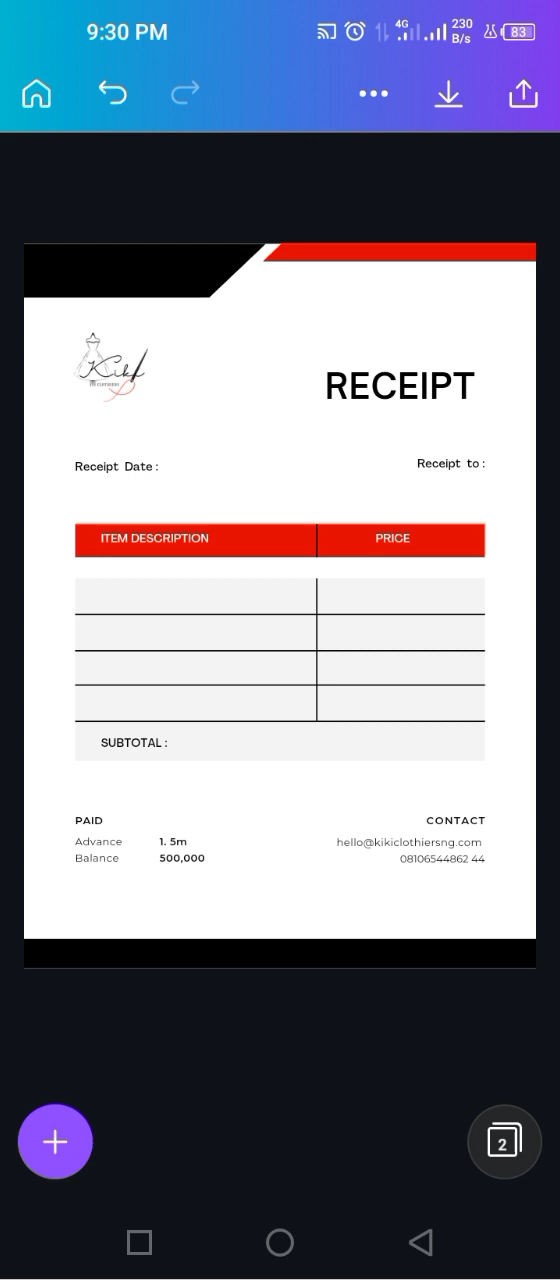 9:30 PM 4G 230 B/s 83
Kiki
RECEIPT
Receipt Date :
Receipt to :
ITEM DESCRIPTION PRICE
SUBTOTAL :
PAID CONTACT
Advance 1. 5m hello@kikiclothiersng.com
Balance 500,000 08106544862 44
2